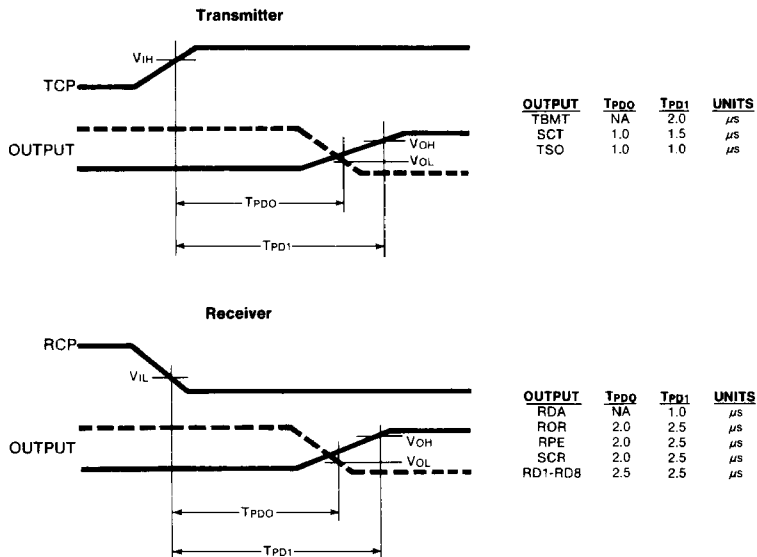 Transmitter
VIH
TCP
OUTPUT
VOH
VOL
TPDO
TPD1
OUTPUT TPDO TPD1 UNITS
TBMT NA 2.0 μs
SCT 1.0 1.5 μs
TSO 1.0 1.0 μs
Receiver
RCP
VIL
OUTPUT
VOH
VOL
TPDO
TPD1
OUTPUT TPDO TPD1 UNITS
RDA NA 1.0 μs
ROR 2.0 2.5 μs
RPE 2.0 2.5 μs
SCR 2.0 2.5 μs
RD1-RD8 2.5 2.5 μs